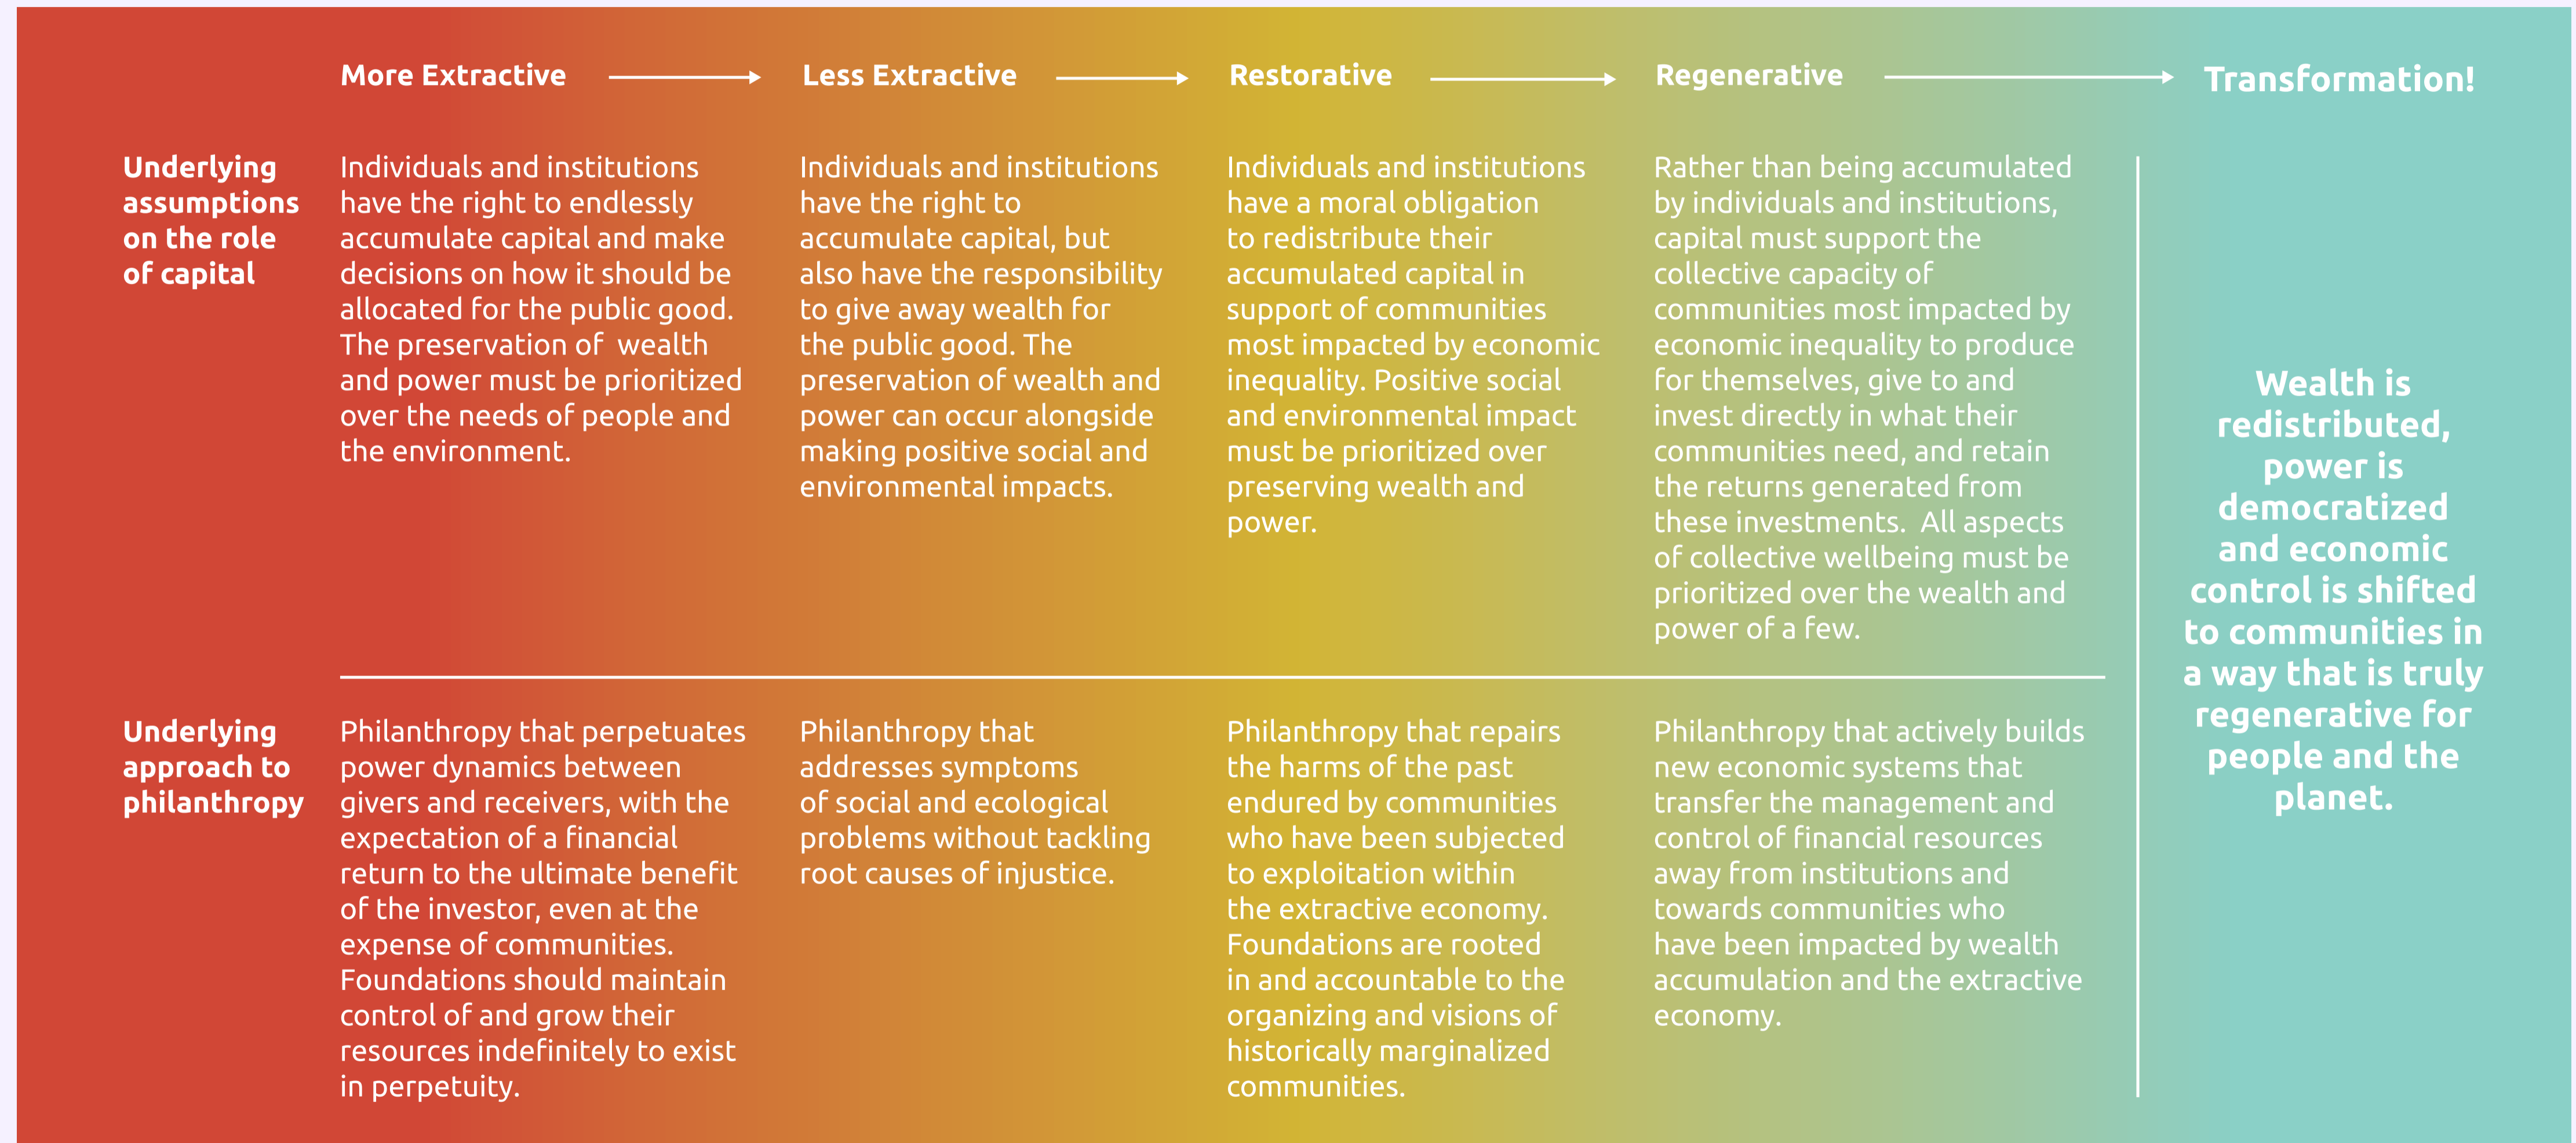 More Extractive
Less Extractive
Restorative
Regenerative
Transformation!
Underlying
assumptions
on the role
of capital
Individuals and institutions
have the right to endlessly
accumulate capital and make
decisions on how it should be
allocated for the public good.
The preservation of wealth
and power must be prioritized
over the needs of people and
the environment.
Individuals and institutions
have the right to
accumulate capital, but
also have the responsibility
to give away wealth for
the public good. The
preservation of wealth and
power can occur alongside
making positive social and
environmental impacts.
Individuals and institutions
have a moral obligation
to redistribute their
accumulated capital in
support of communities
most impacted by economic
inequality. Positive social
and environmental impact
must be prioritized over
preserving wealth and
power.
Rather than being accumulated
by individuals and institutions,
capital must support the
collective capacity of
communities most impacted by
economic inequality to produce
for themselves, give to and
invest directly in what their
communities need, and retain
the returns generated from
these investments. All aspects
of collective wellbeing must be
prioritized over the wealth and
power of a few.
Underlying
approach to
philanthropy
Philanthropy that perpetuates
power dynamics between
givers and receivers, with the
expectation of a financial
return to the ultimate benefit
of the investor, even at the
expense of communities.
Foundations should maintain
control of and grow their
resources indefinitely to exist
in perpetuity.
Philanthropy that
addresses symptoms
of social and ecological
problems without tackling
root causes of injustice.
Philanthropy that repairs
the harms of the past
endured by communities
who have been subjected
to exploitation within
the extractive economy.
Foundations are rooted
in and accountable to the
organizing and visions of
historically marginalized
communities.
Philanthropy that actively builds
new economic systems that
transfer the management and
control of financial resources
away from institutions and
towards communities who
have been impacted by wealth
accumulation and the extractive
economy.
Wealth is
redistributed,
power is
democratized
and economic
control is shifted
to communities in
a way that is truly
regenerative for
people and the
planet.